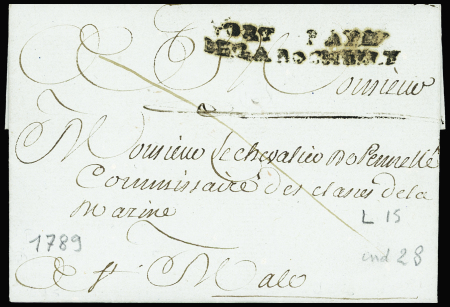 PORT PAYÉ
DE LA ROCHELLE
A Monsieur
Monsieur le chevalier De Pennelle
Commissaire des classes de la
Marine
L 15
1789
ind 28
A St Malo